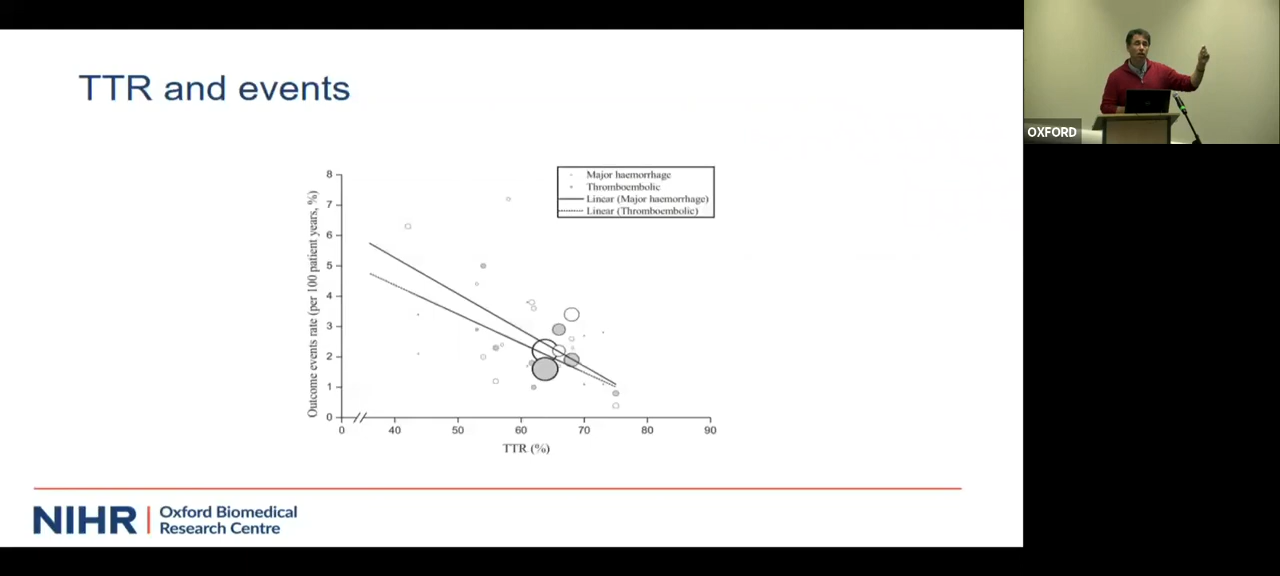 TTR and events
Outcome events rate (per 100 patient years, %)
8
7
6
5
4
3
2
1
0
Major haemorrhage
Thromboembolic
Linear (Major haemorrhage)
Linear (Thromboembolic)
0 40 50 60 70 80 90
TTR (%)
NIHR
Oxford Biomedical
Research Centre
OXFORD